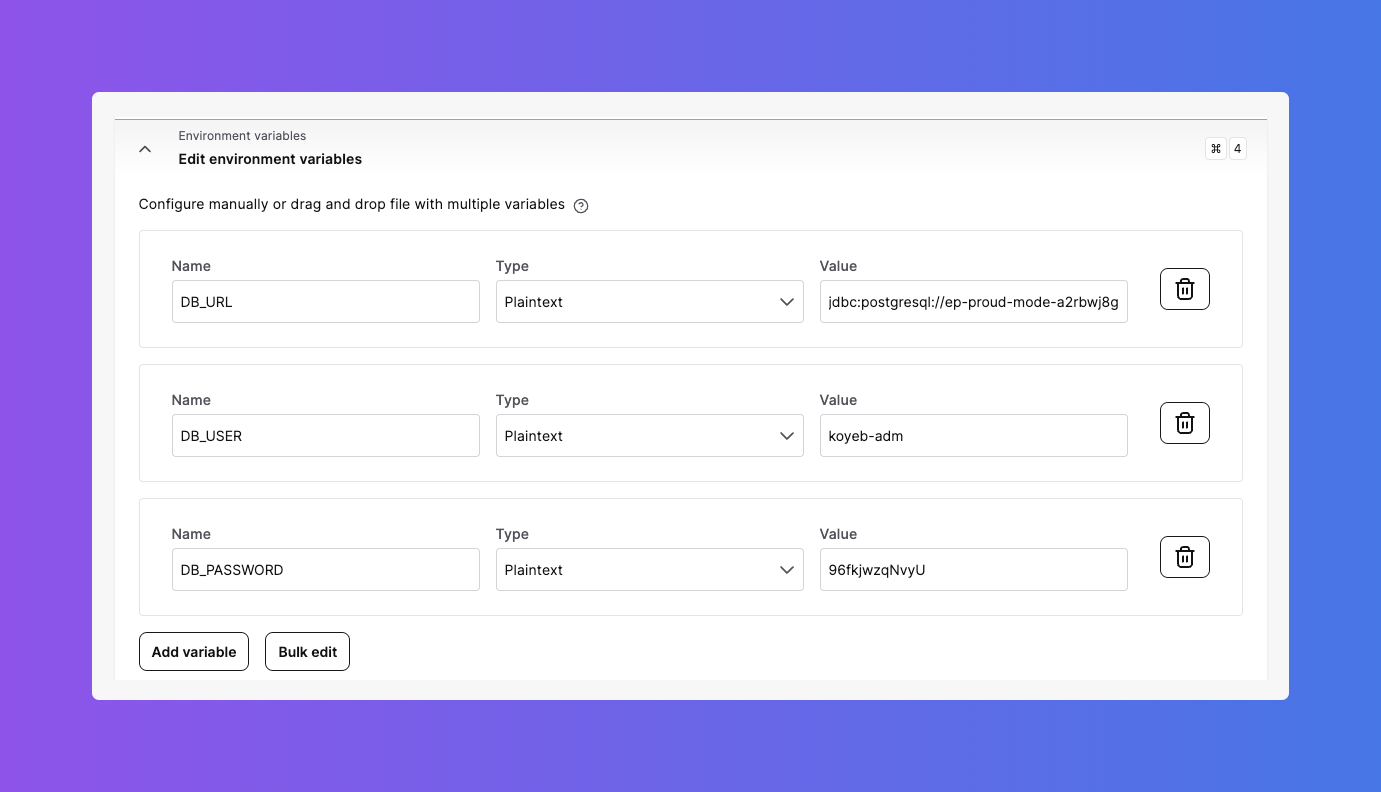 Environment variables
Edit environment variables
⌘ 4
Configure manually or drag and drop file with multiple variables ?
Name Type Value
DB_URL Plaintext jdbc:postgresql://ep-proud-mode-a2rbwj8g
Name Type Value
DB_USER Plaintext koyeb-adm
Name Type Value
DB_PASSWORD Plaintext 96fkjwzqNvyU
Add variable Bulk edit